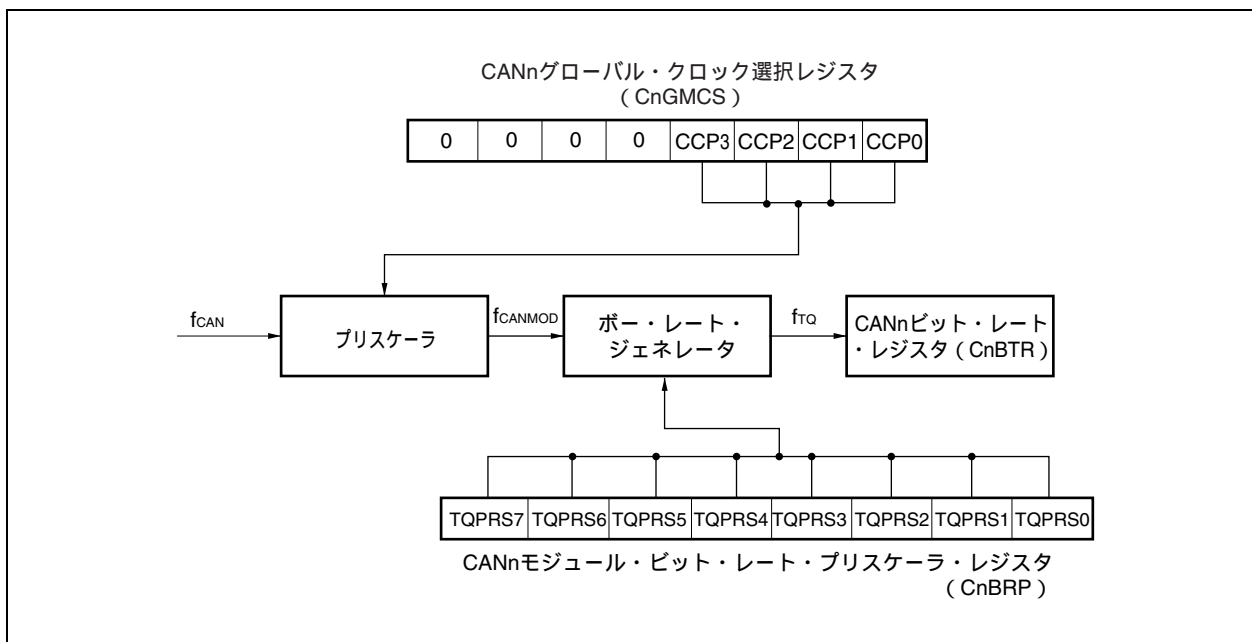 CANnグローバル・クロック選択レジスタ
（CnGMCS）
0 0 0 0 CCP3 CCP2 CCP1 CCP0
fCAN
プリスケーラ
fCANMOD
ボー・レート・
ジェネレータ
fTQ
CANnビット・レート
・レジスタ（CnBTR）
TQPRS7 TQPRS6 TQPRS5 TQPRS4 TQPRS3 TQPRS2 TQPRS1 TQPRS0
CANnモジュール・ビット・レート・プリスケーラ・レジスタ
（CnBRP）